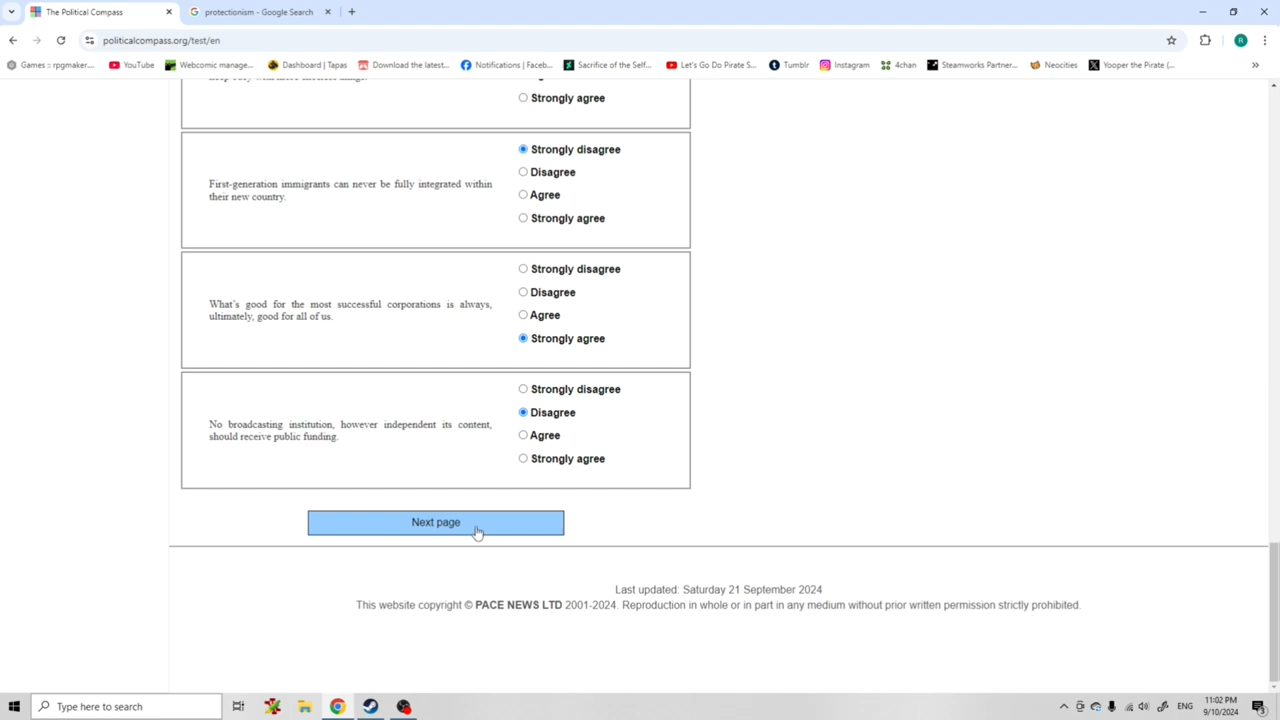 The Political Compass
protectionism - Google Search
politicalcompass.org/test/en
Games :: rpgmaker...
YouTube
Webcomic manage...
Dashboard | Tapas
Download the latest...
Notifications | Faceb...
Sacrifice of the Self...
Let's Go Do Pirate S...
Tumblr
Instagram
4chan
Steamworks Partner...
Neocities
Yooper the Pirate (...
Strongly agree
First-generation immigrants can never be fully integrated within
their new country.
Strongly disagree
Disagree
Agree
Strongly agree
What's good for the most successful corporations is always,
ultimately, good for all of us.
Strongly disagree
Disagree
Agree
Strongly agree
No broadcasting institution, however independent its content,
should receive public funding.
Strongly disagree
Disagree
Agree
Strongly agree
Next page
Last updated: Saturday 21 September 2024
This website copyright © PACE NEWS LTD 2001-2024. Reproduction in whole or in part in any medium without prior written permission strictly prohibited.
Type here to search
ENG
11:02 PM
9/10/2024
3